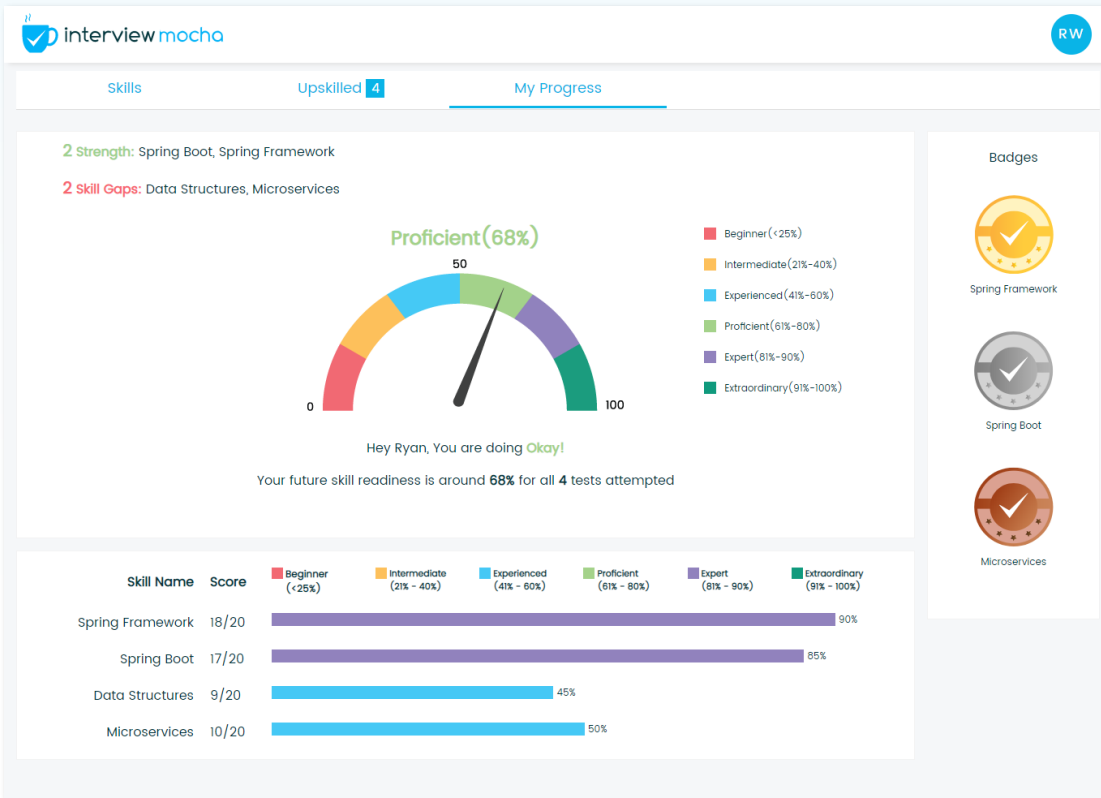 interview mocha
RW
Skills
Upskilled 4
My Progress
2 Strength: Spring Boot, Spring Framework
2 Skill Gaps: Data Structures, Microservices
Proficient(68%)
50
0
100
Beginner(<25%)
Intermediate(21%-40%)
Experienced(41%-60%)
Proficient(61%-80%)
Expert(81%-90%)
Extraordinary(91%-100%)
Hey Ryan, You are doing Okay!
Your future skill readiness is around 68% for all 4 tests attempted
Badges
Spring Framework
Spring Boot
Microservices
Skill Name Score
Beginner
(<25%)
Intermediate
(21% - 40%)
Experienced
(41% - 60%)
Proficient
(61% - 80%)
Expert
(81% - 90%)
Extraordinary
(91% - 100%)
Spring Framework 18/20 90%
Spring Boot 17/20 85%
Data Structures 9/20 45%
Microservices 10/20 50%